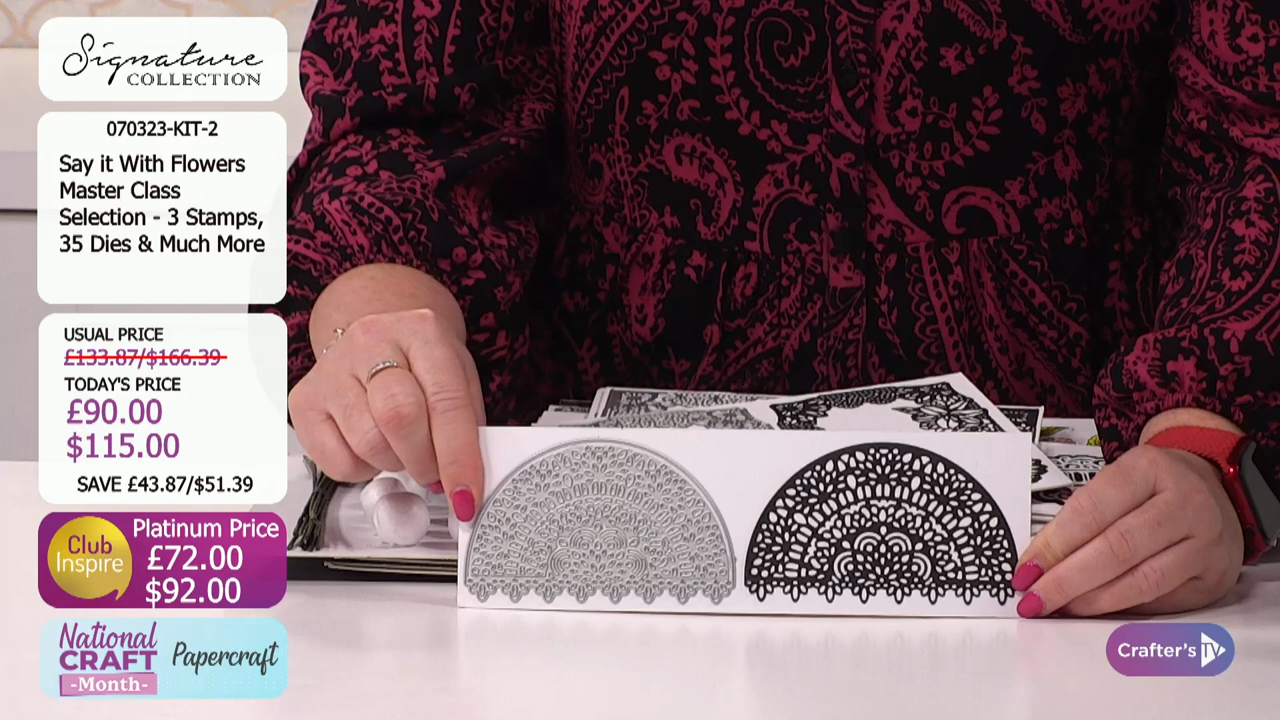 Signature
COLLECTION
070323-KIT-2
Say it With Flowers
Master Class
Selection - 3 Stamps,
35 Dies & Much More
USUAL PRICE
£133.87/$166.39
TODAY'S PRICE
£90.00
$115.00
SAVE £43.87/$51.39
Club
Inspire
Platinum Price
£72.00
$92.00
National
CRAFT
-Month-
Papercraft
Crafter's TV